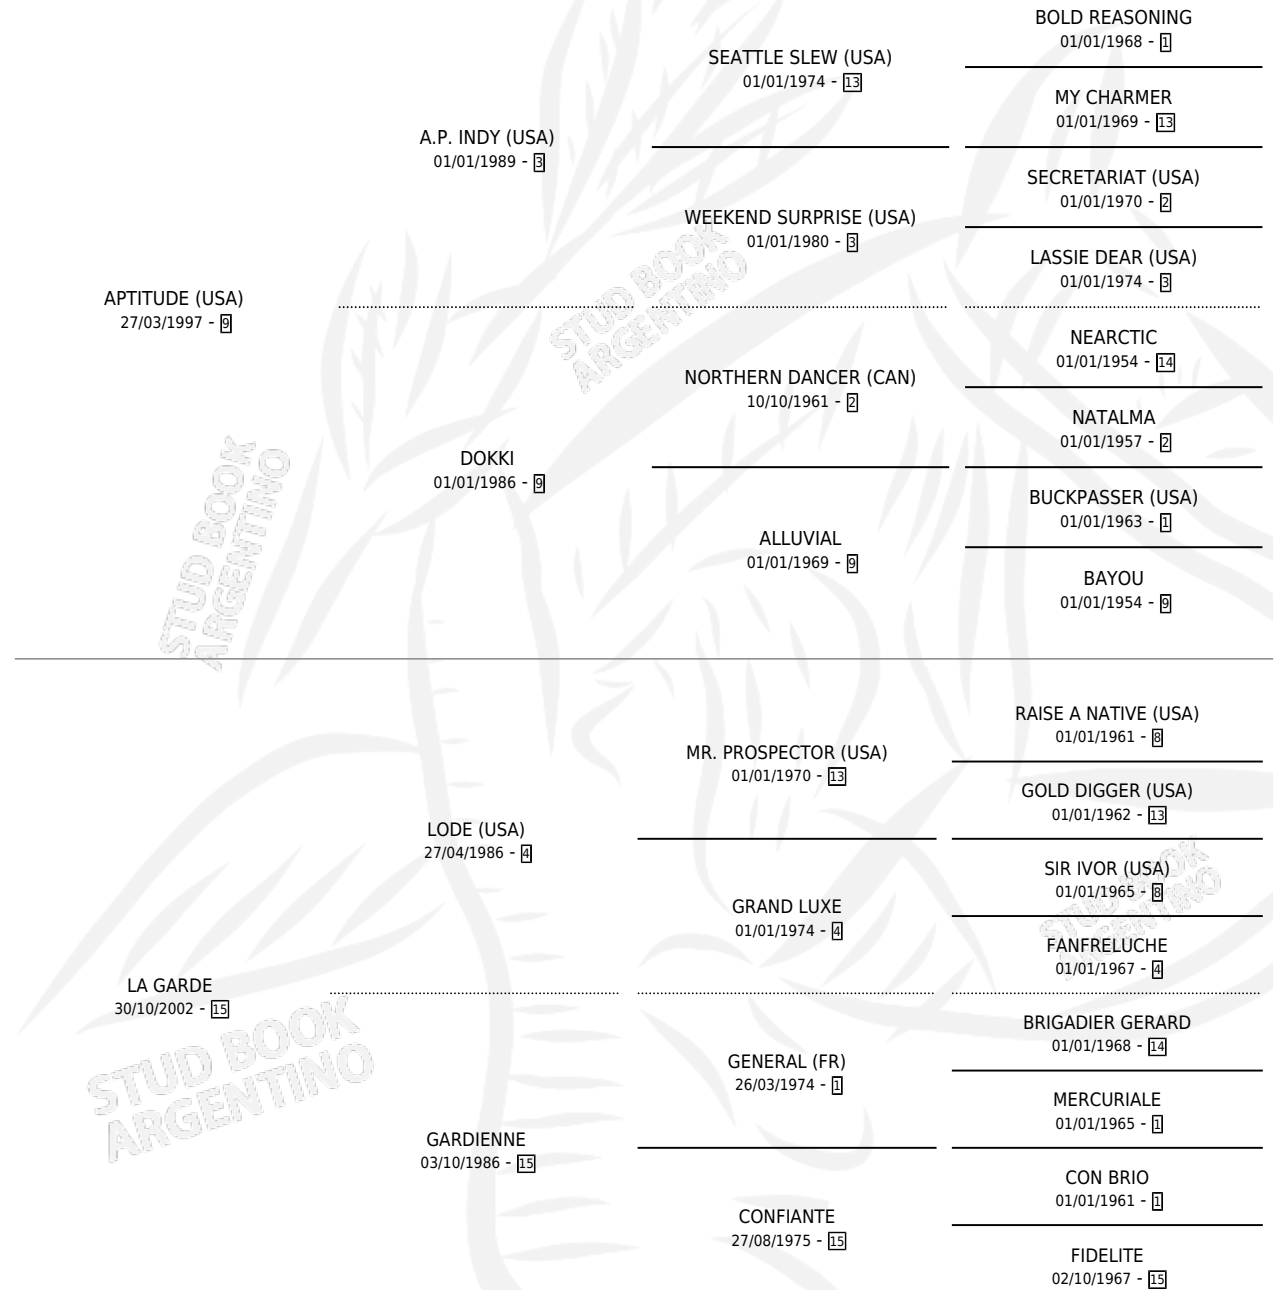 BOLD REASONING
01/01/1968 - 1
SEATTLE SLEW (USA)
01/01/1974 - 13
MY CHARMER
01/01/1969 - 13
A.P. INDY (USA)
01/01/1989 - 3
SECRETARIAT (USA)
01/01/1970 - 2
WEEKEND SURPRISE (USA)
01/01/1980 - 3
LASSIE DEAR (USA)
01/01/1974 - 3
APTITUDE (USA)
27/03/1997 - 9
STUD BOOK
ARGENTINO
NEARCTIC
01/01/1954 - 14
NORTHERN DANCER (CAN)
10/10/1961 - 2
NATALMA
01/01/1957 - 2
DOKKI
01/01/1986 - 9
BUCKPASSER (USA)
01/01/1963 - 1
ALLUVIAL
01/01/1969 - 9
BAYOU
01/01/1954 - 9
STUD BOOK
ARGENTINO
RAISE A NATIVE (USA)
01/01/1961 - 8
MR. PROSPECTOR (USA)
01/01/1970 - 13
GOLD DIGGER (USA)
01/01/1962 - 13
LODE (USA)
27/04/1986 - 4
SIR IVOR (USA)
01/01/1965 - 8
GRAND LUXE
01/01/1974 - 4
FANFRELUCHE
01/01/1967 - 4
STUD BOOK
ARGENTINO
LA GARDE
30/10/2002 - 15
BRIGADIER GERARD
01/01/1968 - 14
GENERAL (FR)
26/03/1974 - 1
MERCURIALE
01/01/1965 - 1
STUD BOOK
ARGENTINO
GARDIENNE
03/10/1986 - 15
CON BRIO
01/01/1961 - 1
CONFIANTE
27/08/1975 - 15
FIDELITE
02/10/1967 - 15